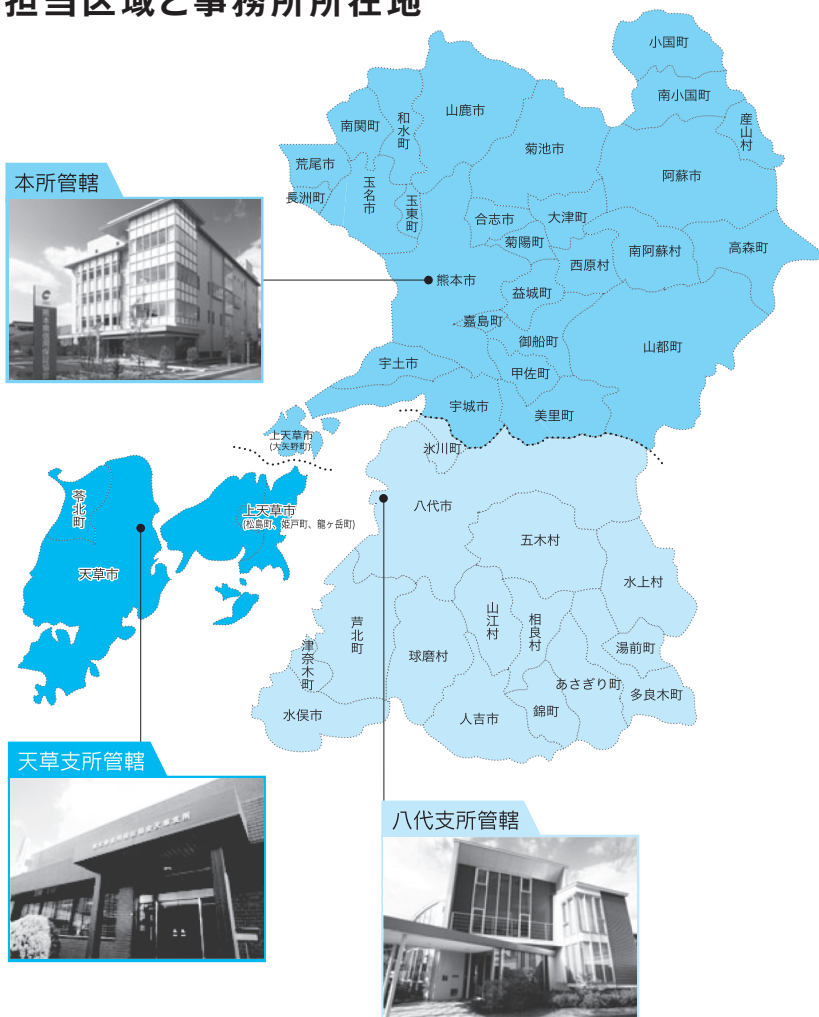 担当区域と事務所所在地
小国町
南小国町
産山村
山鹿市
和水町
南関町
菊池市
荒尾市
阿蘇市
長洲町
玉名市
玉東町
本所管轄
合志市
大津町
菊陽町
西原村
南阿蘇村
高森町
熊本市
益城町
嘉島町
御船町
山都町
宇土市
甲佐町
宇城市
美里町
上天草市
(大矢野町)
氷川町
苓北町
上天草市
(松島町、姫戸町、龍ヶ岳町)
八代市
五木村
天草市
水上村
山江村
相良村
芦北町
湯前町
津奈木町
球磨村
あさぎり町
多良木町
水俣市
人吉市
錦町
天草支所管轄
八代支所管轄